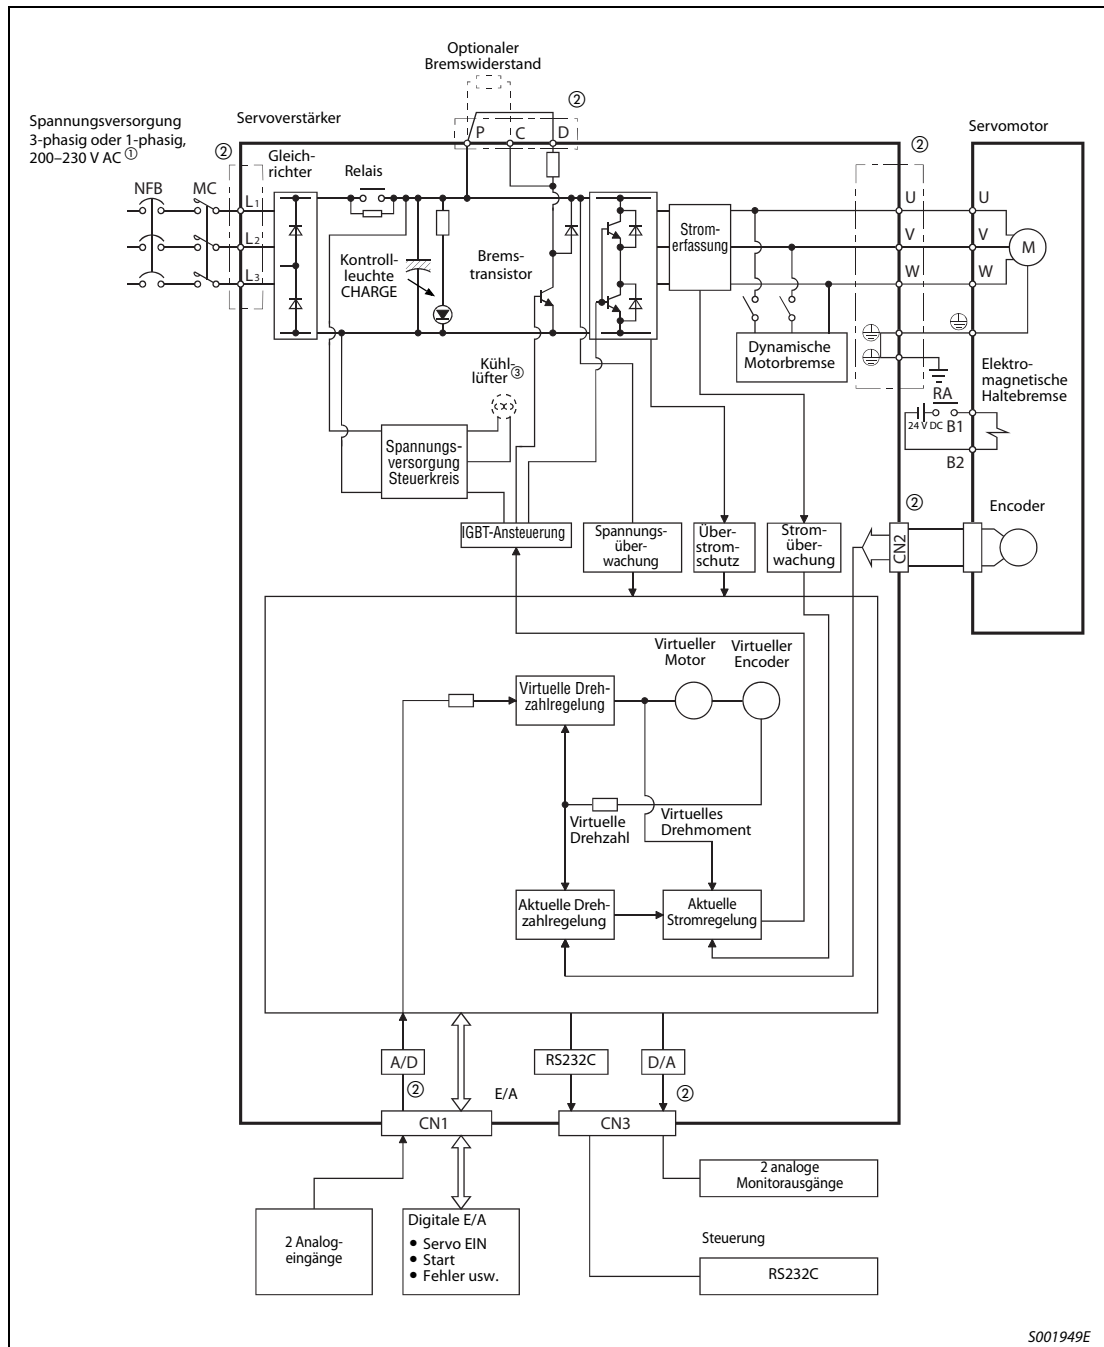 Optionaler
Bremswiderstand
②
Servoverstärker
P C D
Servomotor
Spannungsversorgung
3-phasig oder 1-phasig,
200–230 V AC ①
②
Gleich-
richter
Relais
②
NFB MC
L1
L2
L3
U U
V V
W W
M
Strom-
erfassung
Kontroll-
leuchte
CHARGE
Brems-
transistor
Dynamische
Motorbremse
Kühl-
lüfter ③
Elektro-
magnetische
Haltebremse
RA
24 V DC B1
B2
Spannungs-
versorgung
Steuerkreis
②
Encoder
IGBT-Ansteuerung
Spannungs-
über-
wachung
Über-
strom-
schutz
Strom-
über-
wachung
CN2
Virtueller
Motor
Virtueller
Encoder
Virtuelle Dreh-
zahlregelung
Virtuelle
Drehzahl
Virtuelles
Drehmoment
Aktuelle Dreh-
zahlregelung
Aktuelle
Stromregelung
A/D
RS232C
D/A
②
E/A
②
CN1
CN3
2 analoge
Monitorausgänge
2 Analog-
eingänge
Digitale E/A
● Servo EIN
● Start
● Fehler usw.
Steuerung
RS232C
S001949E